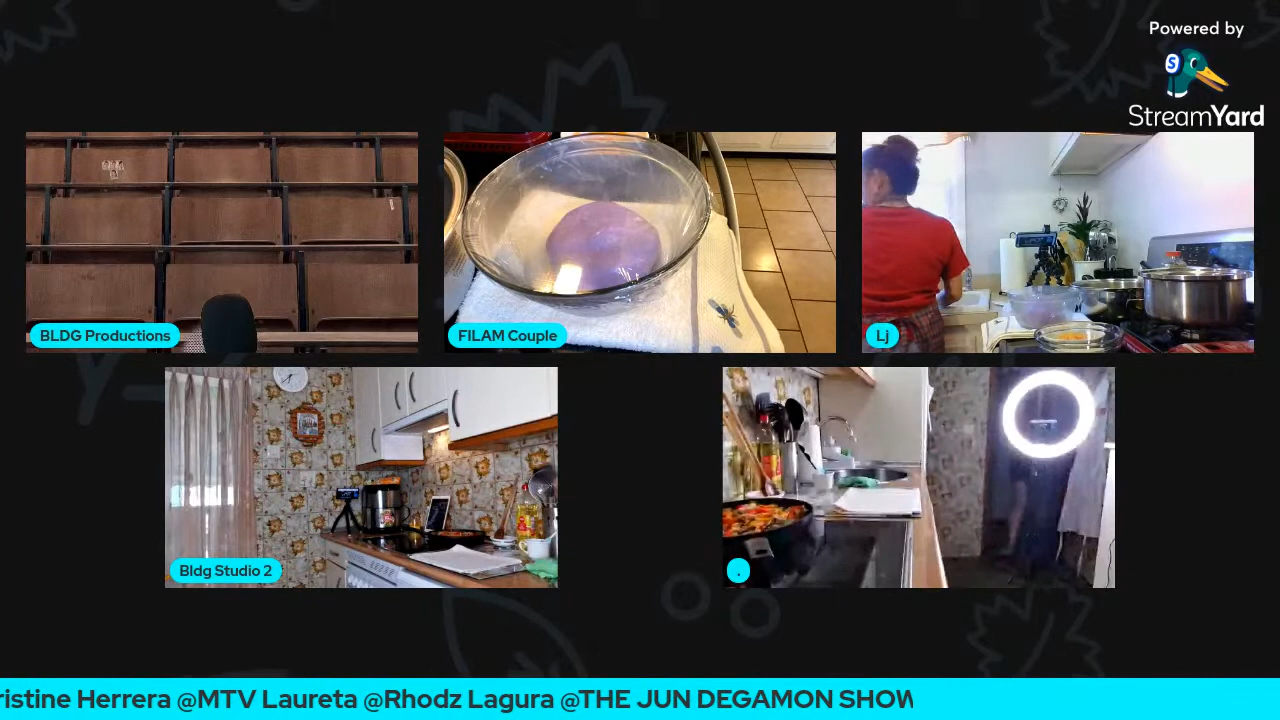 Powered by
StreamYard
BLDG Productions
FILAM Couple
Lj
Bldg Studio 2
.
ristine Herrera @MTV Laureta @Rhodz Lagura @THE JUN DEGAMON SHOW